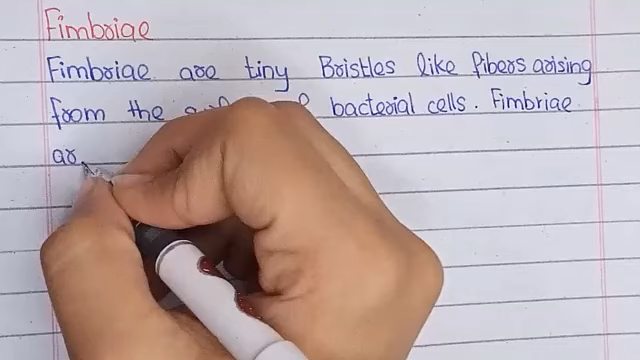 Fimbriae
Fimbriae are tiny Bristles like fibers arising
from the bacterial cells. Fimbriae
ar